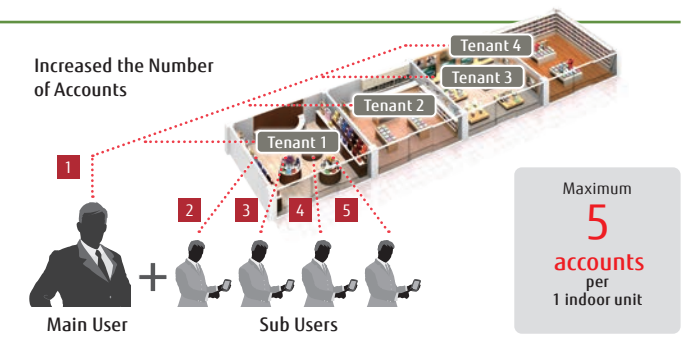 Increased the Number
of Accounts
Tenant 4
Tenant 3
Tenant 2
Tenant 1
1
2
3
4
5
Main User
+
Sub Users
Maximum
5
accounts
per
1 indoor unit